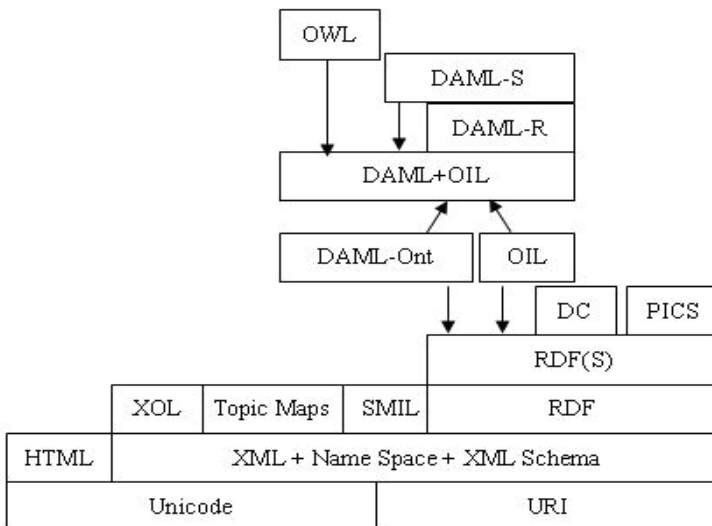 OWL
DAML-S
DAML-R
DAML+OIL
DAML-Ont
OIL
DC
PICS
RDF(S)
XOL
Topic Maps
SMIL
RDF
HTML
XML + Name Space + XML Schema
Unicode
URI